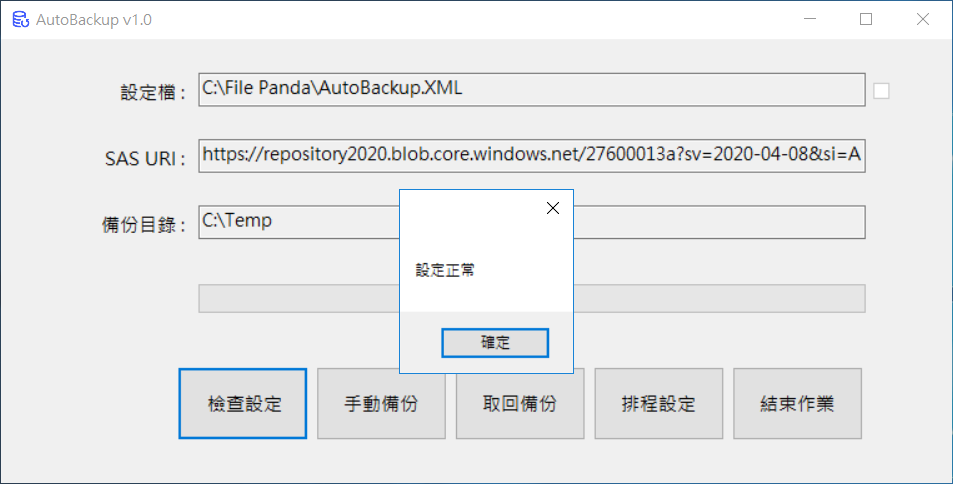 AutoBackup v1.0
設定檔 : C:\File Panda\AutoBackup.XML
SAS URI : https://repository2020.blob.core.windows.net/27600013a?sv=2020-04-08&si=A
備份目錄 : C:\Temp
設定正常
確定
檢查設定 手動備份 取回備份 排程設定 結束作業